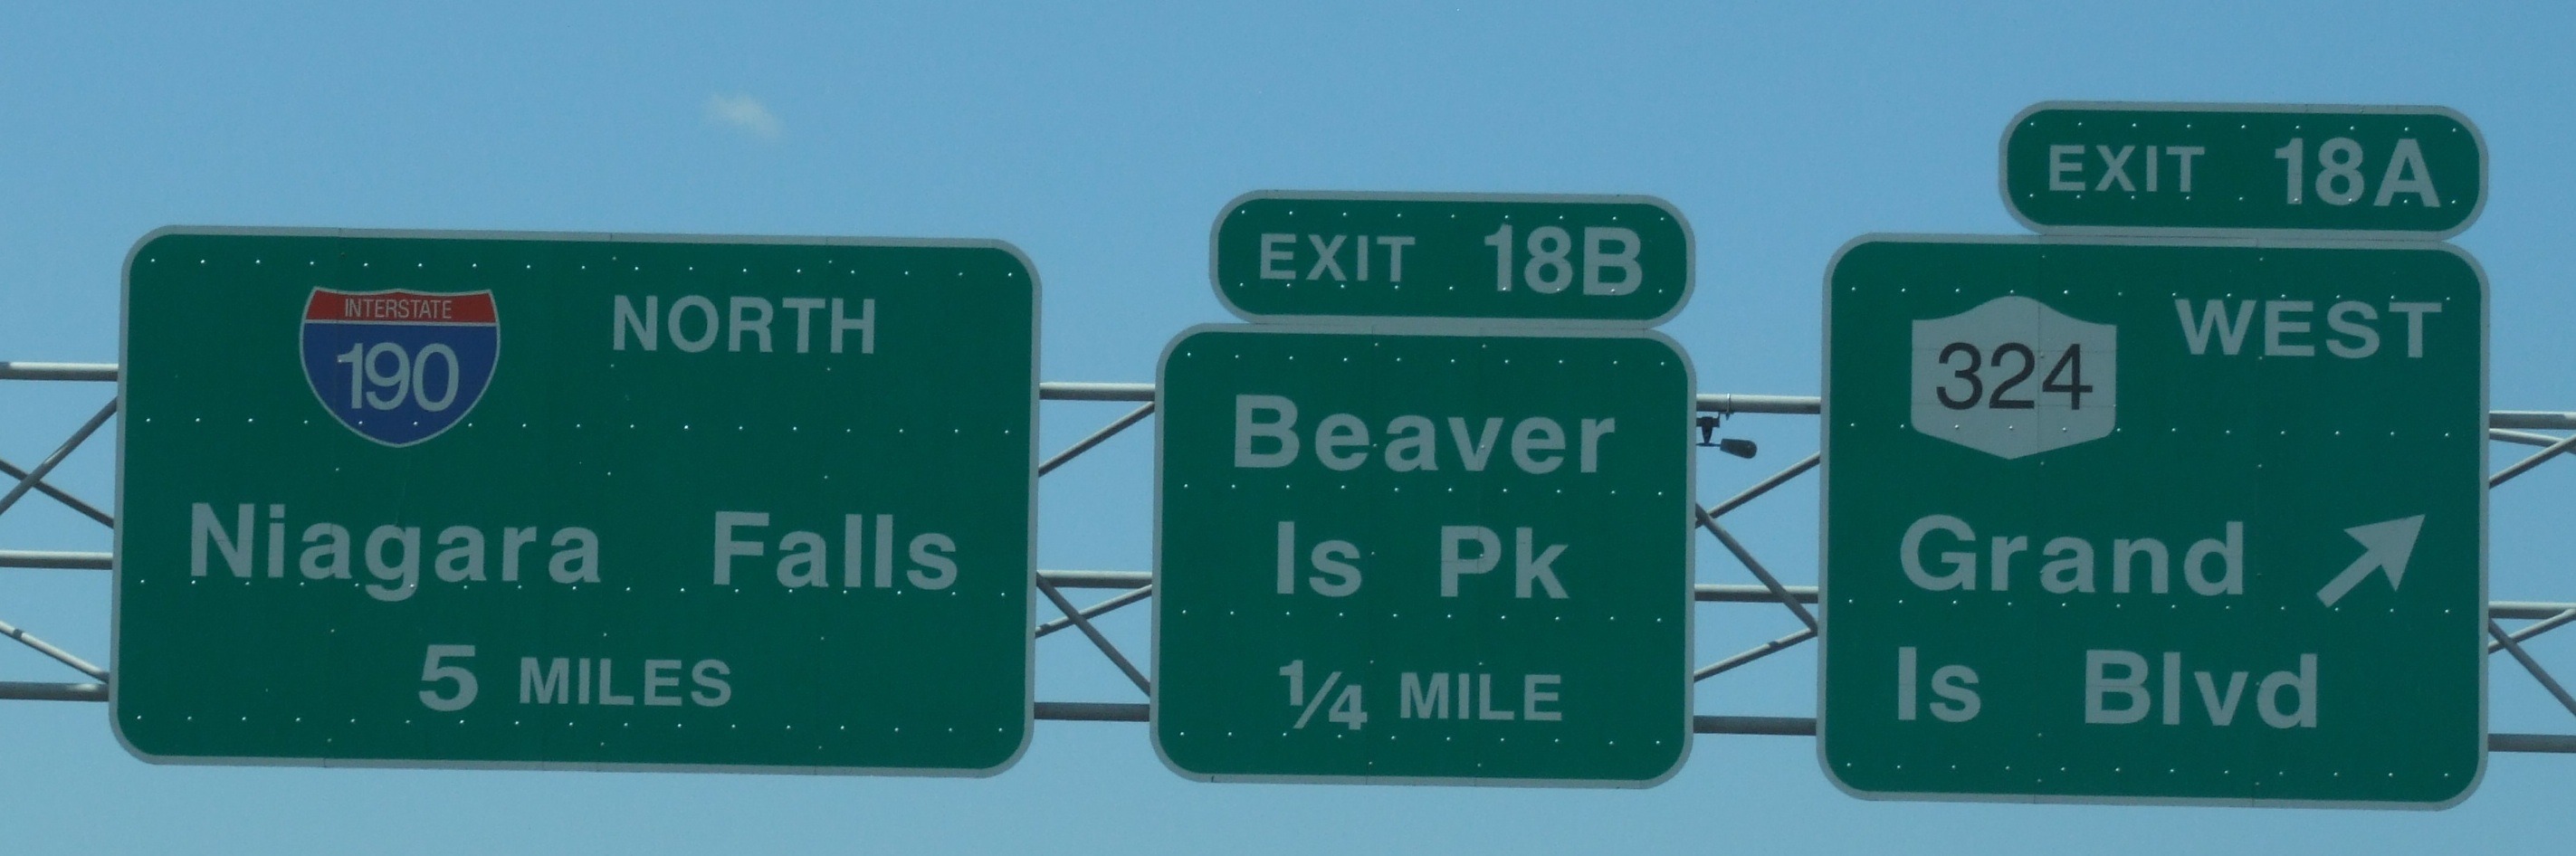 INTERSTATE
190
NORTH
Niagara Falls
5 MILES
EXIT 18B
Beaver
Is Pk
¼ MILE
EXIT 18A
324
WEST
Grand
Is Blvd